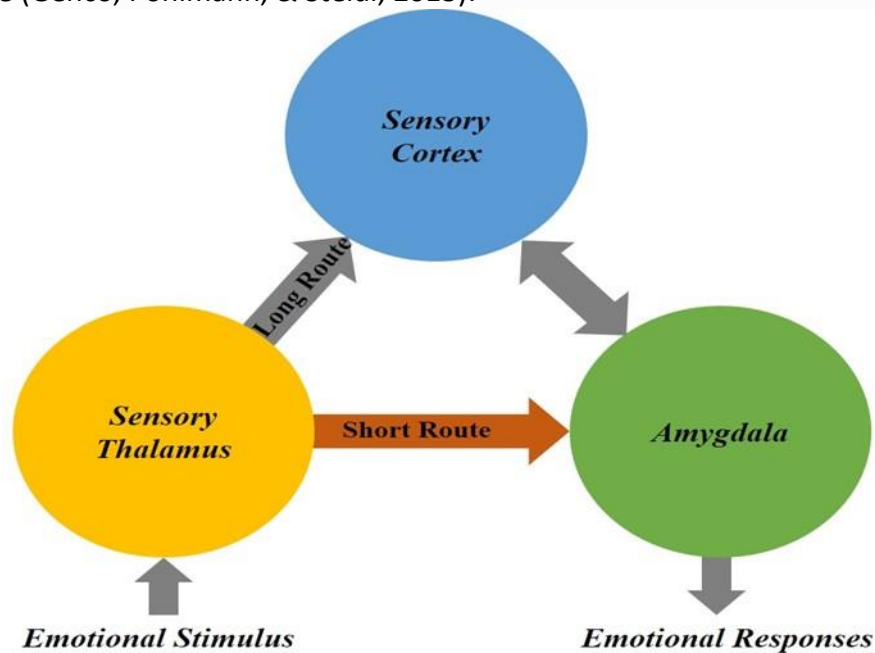 Sensory
Cortex
Long Route
Sensory
Thalamus
Short Route
Amygdala
Emotional Stimulus
Emotional Responses